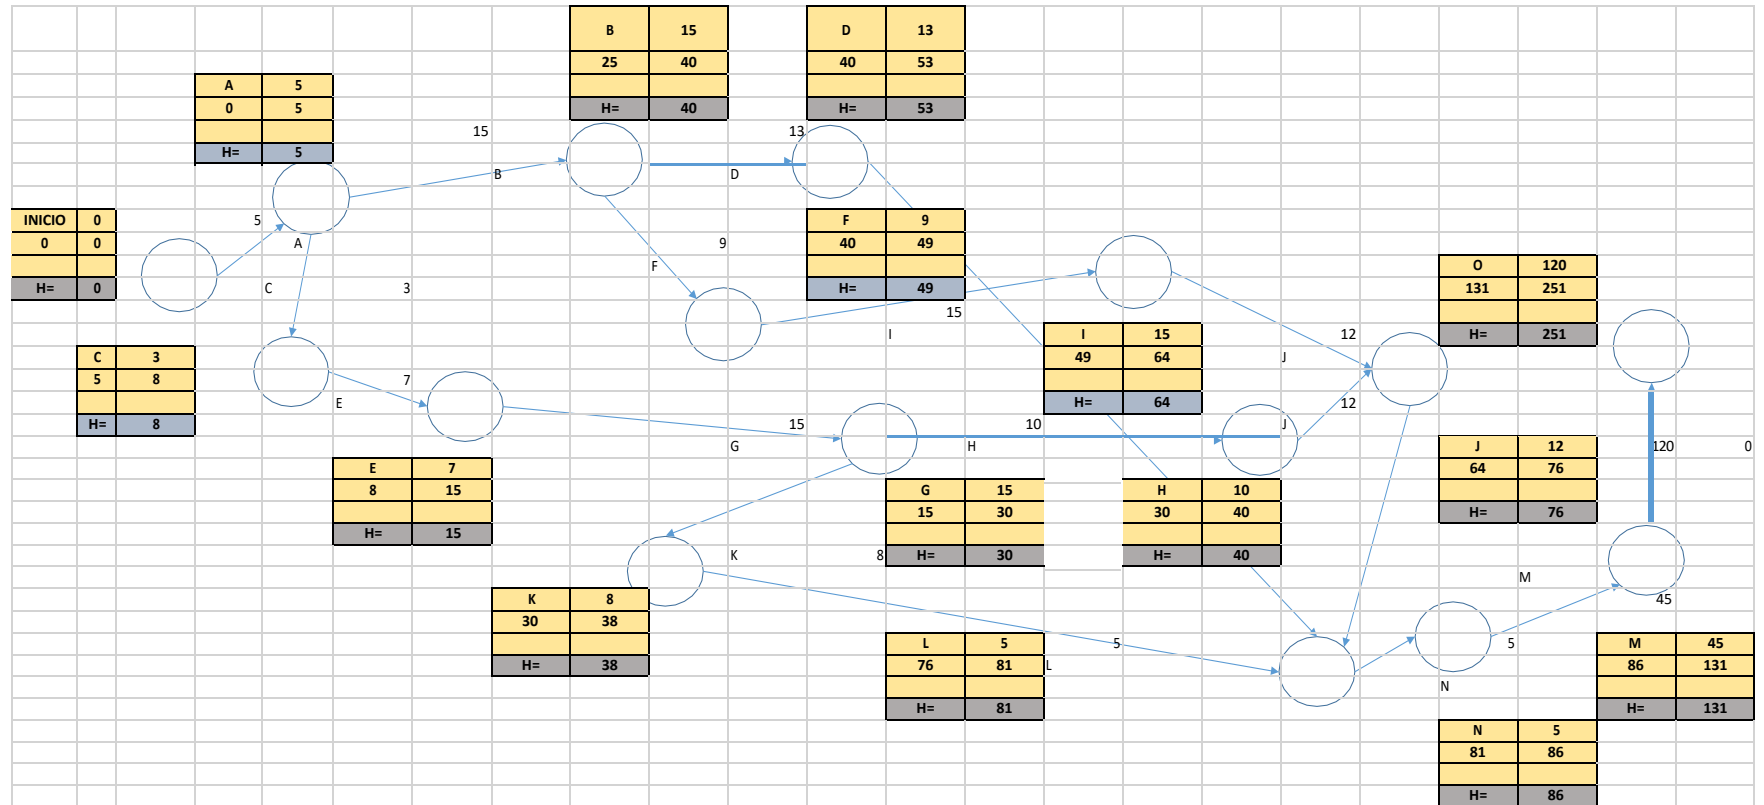 B 15 D 13
25 40 40 53
A 5
0 5 H= 40 H= 53
15 13
H= 5
B D
INICIO 0 5 F 9
0 0 A 9 40 49
F
H= 0 C 3 H= 49
O 120
131 251
15
I I 15 12 H= 251
C 3 49 64 J
5 8
7
E H= 64 12
H= 8 15 10 J
G H J 12 120 0
E 7 64 76
8 15 G 15 H 10
15 30 30 40 H= 76
H= 15
K 8 H= 30 H= 40
M
K 8 45
30 38
L 5 5 5 M 45
H= 38 76 81 L 86 131
N
H= 81 H= 131
N 5
81 86
H= 86